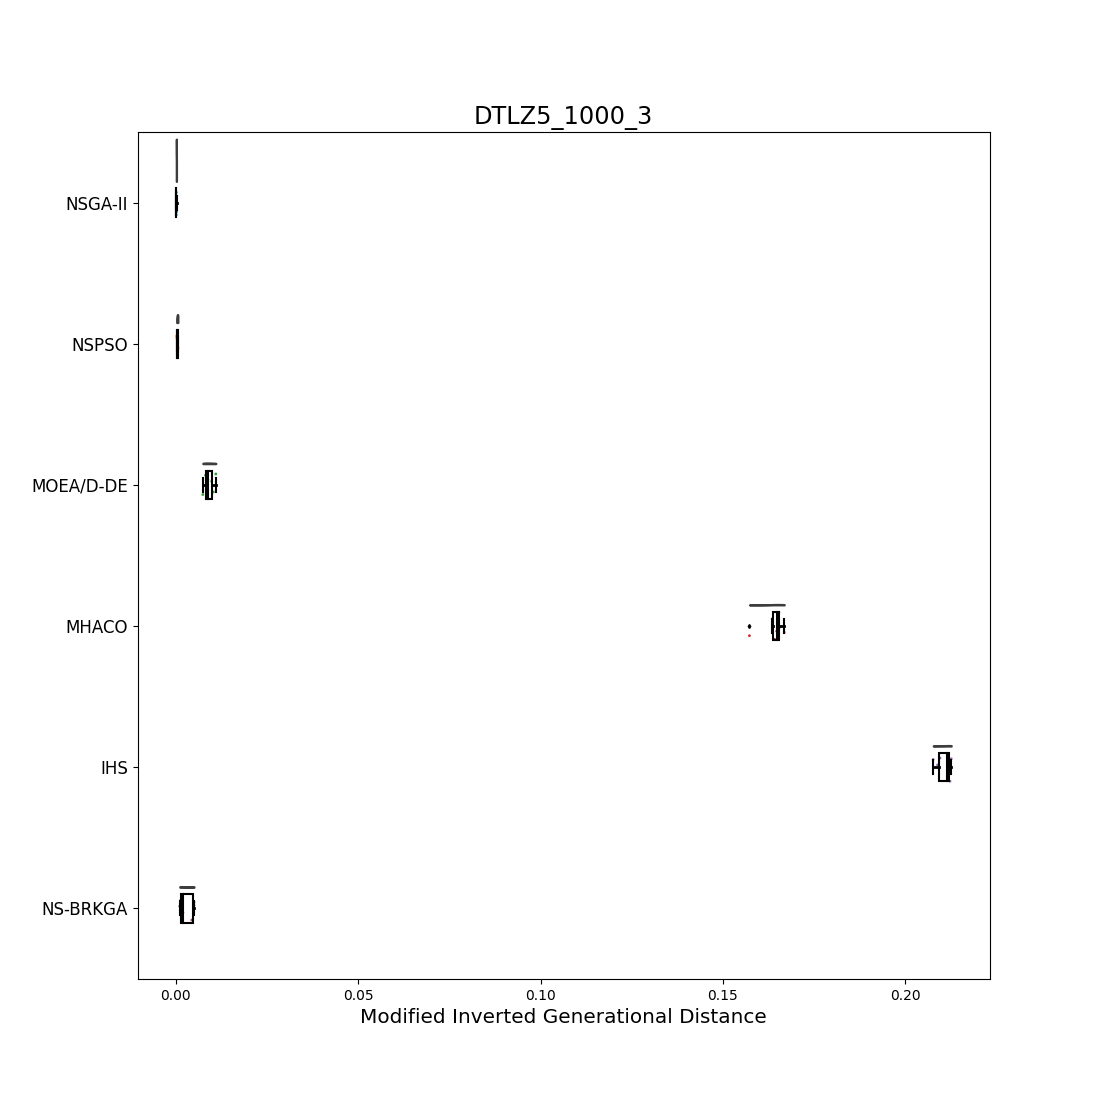 DTLZ5_1000_3
NSGA-II
NSPSO
MOEA/D-DE
MHACO
IHS
NS-BRKGA
0.00 0.05 0.10 0.15 0.20
Modified Inverted Generational Distance